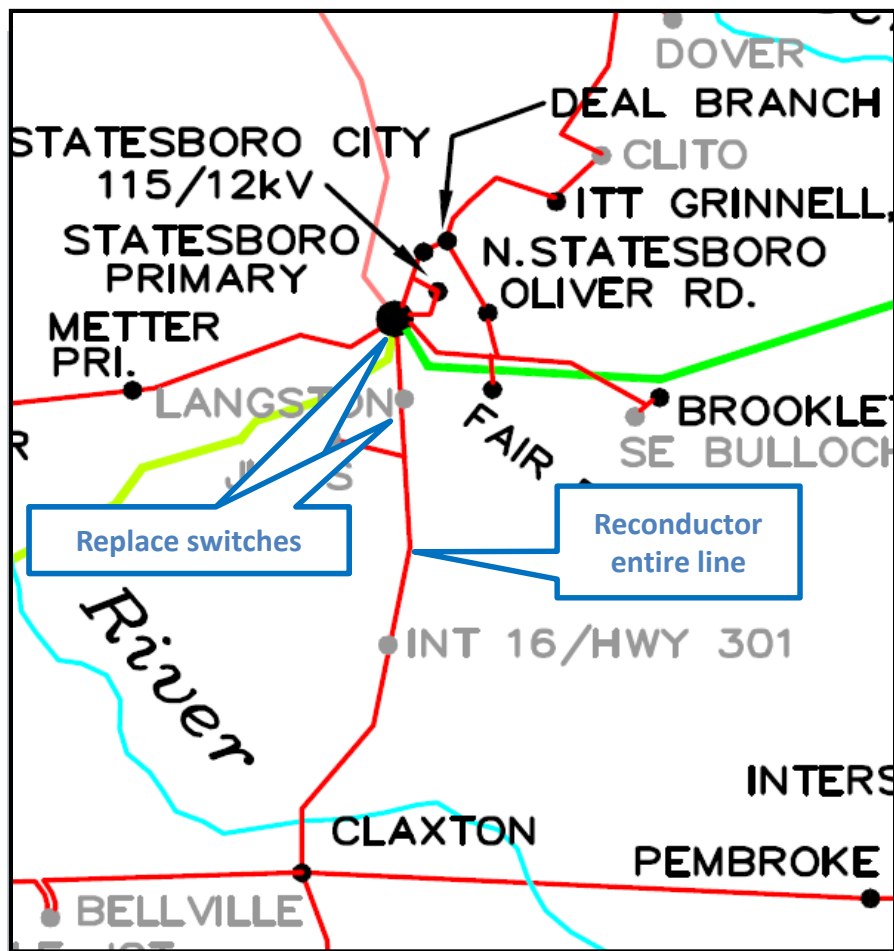 DOVER
DEAL BRANCH
STATESBORO CITY
115/12kV
CLITO
ITT GRINNELL,
STATESBORO
PRIMARY
N.STATESBORO
OLIVER RD.
METTER
PRI.
LANGSTON
BROOKLET
FAIR
SE BULLOCH
R
J S
Replace switches
Reconductor
entire line
River
INT 16/HWY 301
INTERS
CLAXTON
PEMBROKE
BELLVILLE